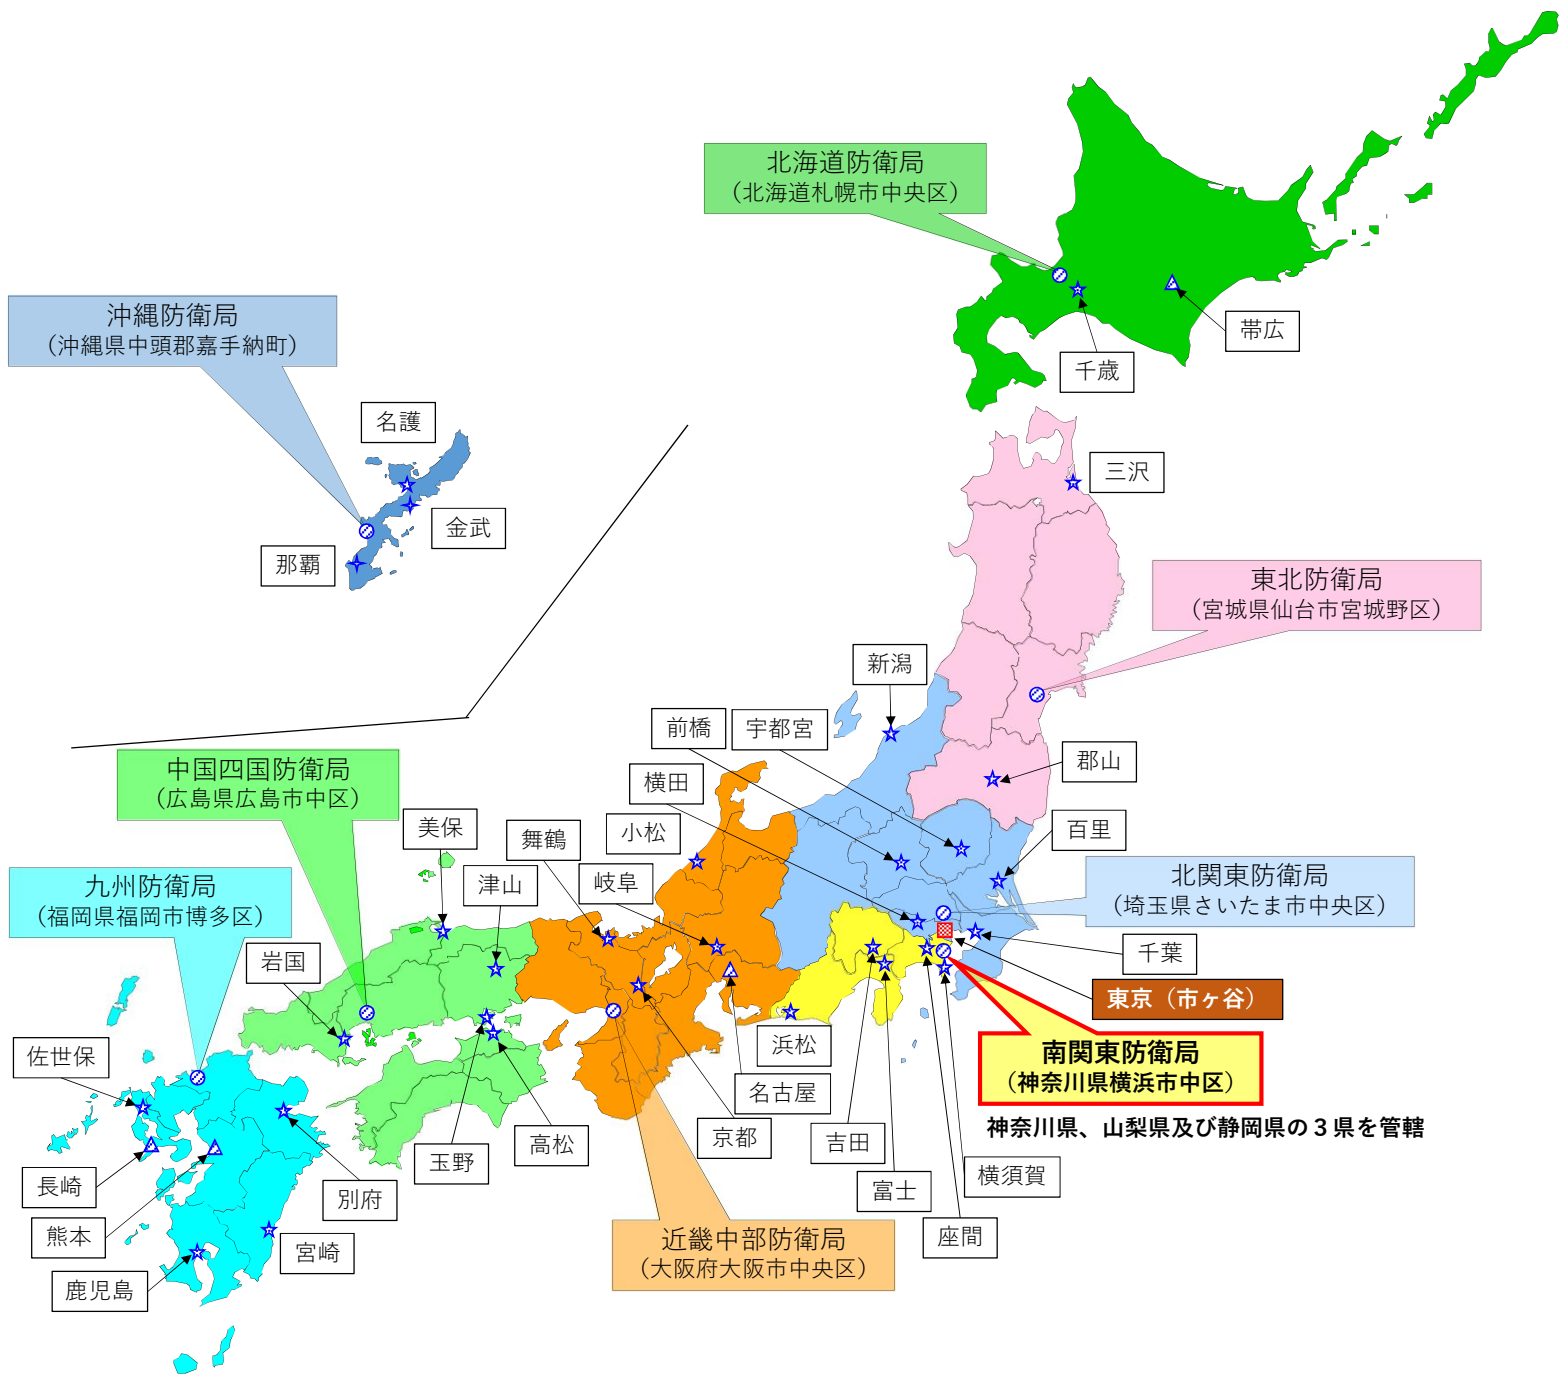 北海道防衛局
（北海道札幌市中央区）
帯広
千歳
沖縄防衛局
（沖縄県中頭郡嘉手納町）
名護
金武
那覇
三沢
東北防衛局
（宮城県仙台市宮城野区）
新潟
前橋
宇都宮
郡山
横田
中国四国防衛局
（広島県広島市中区）
美保
舞鶴
小松
百里
岐阜
津山
九州防衛局
（福岡県福岡市博多区）
北関東防衛局
（埼玉県さいたま市中央区）
岩国
千葉
東京（市ヶ谷）
浜松
南関東防衛局
（神奈川県横浜市中区）
佐世保
名古屋
神奈川県、山梨県及び静岡県の３県を管轄
京都
吉田
高松
玉野
横須賀
長崎
別府
富士
熊本
座間
宮崎
近畿中部防衛局
（大阪府大阪市中央区）
鹿児島